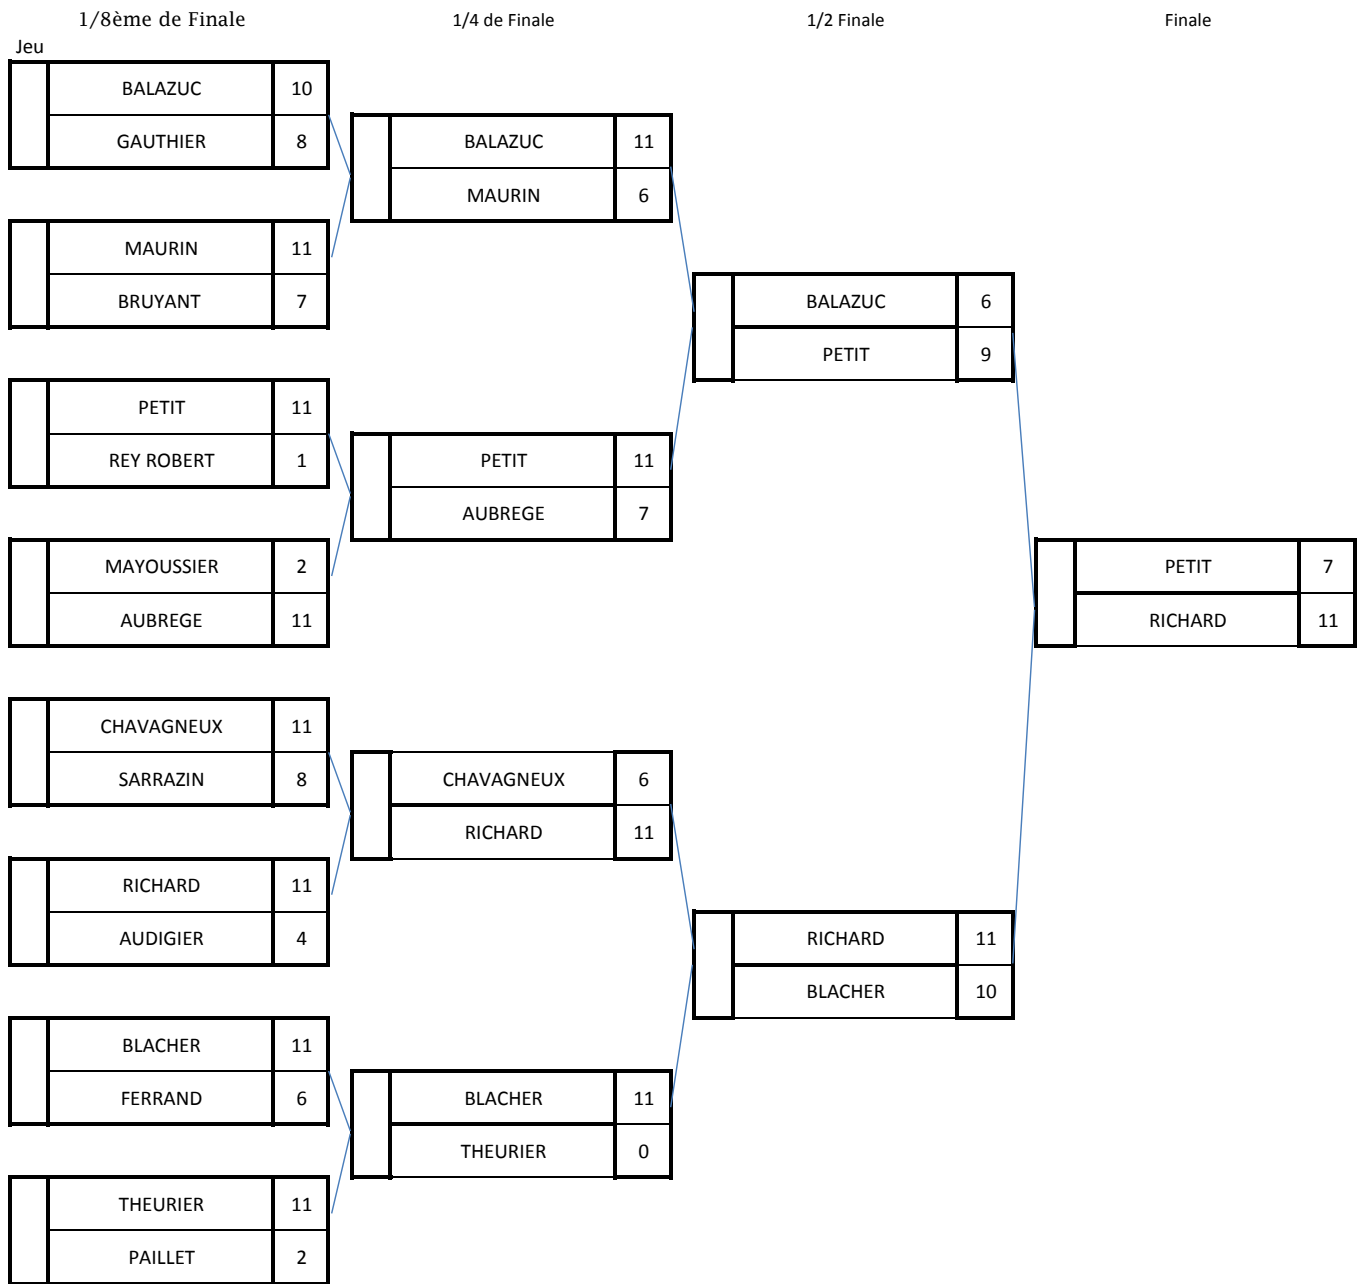 1/8ème de Finale 1/4 de Finale 1/2 Finale Finale
Jeu
BALAZUC 10
GAUTHIER 8
MAURIN 11
BRUYANT 7
PETIT 11
REY ROBERT 1
MAYOUSSIER 2
AUBREGE 11
CHAVAGNEUX 11
SARRAZIN 8
RICHARD 11
AUDIGIER 4
BLACHER 11
FERRAND 6
THEURIER 11
PAILLET 2
BALAZUC 11
MAURIN 6
PETIT 11
AUBREGE 7
CHAVAGNEUX 6
RICHARD 11
BLACHER 11
THEURIER 0
BALAZUC 6
PETIT 9
RICHARD 11
BLACHER 10
PETIT 7
RICHARD 11